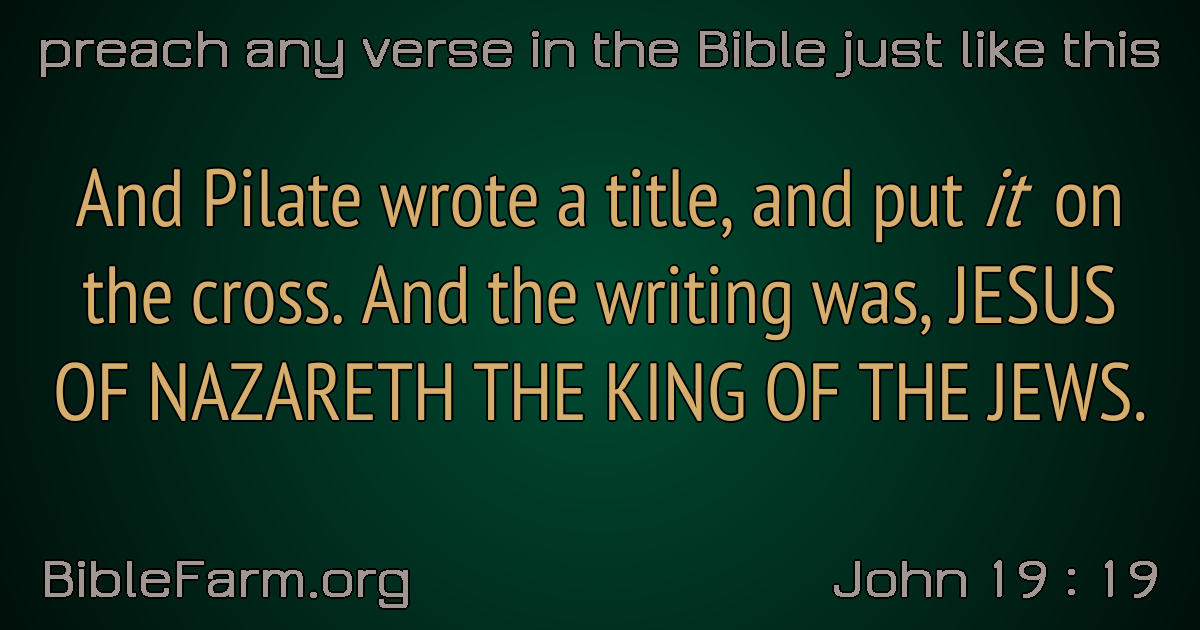 preach any verse in the Bible just like this
And Pilate wrote a title, and put it on
the cross. And the writing was, JESUS
OF NAZARETH THE KING OF THE JEWS.
BibleFarm.org
John 19 : 19